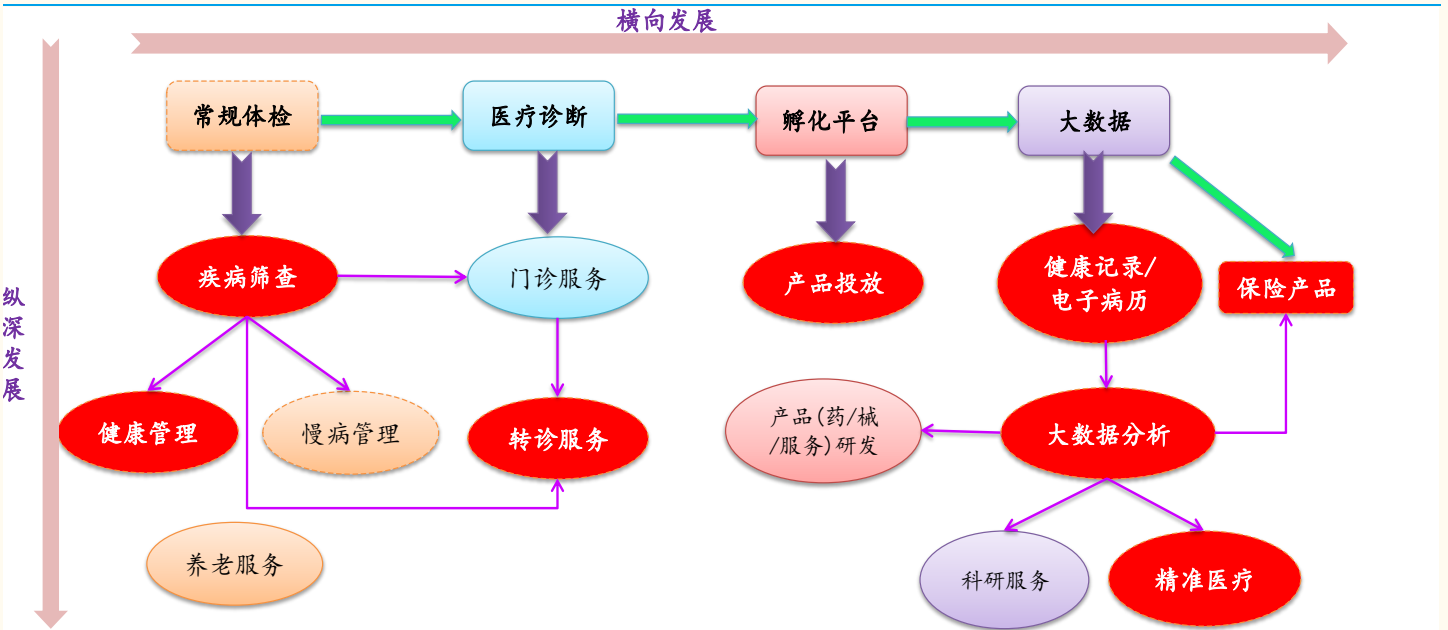 横向发展
常规体检
医疗诊断
孵化平台
大数据
纵
深
发
展
疾病筛查
门诊服务
产品投放
健康记录/
电子病历
保险产品
健康管理
慢病管理
转诊服务
产品(药/械
/服务)研发
大数据分析
养老服务
科研服务
精准医疗